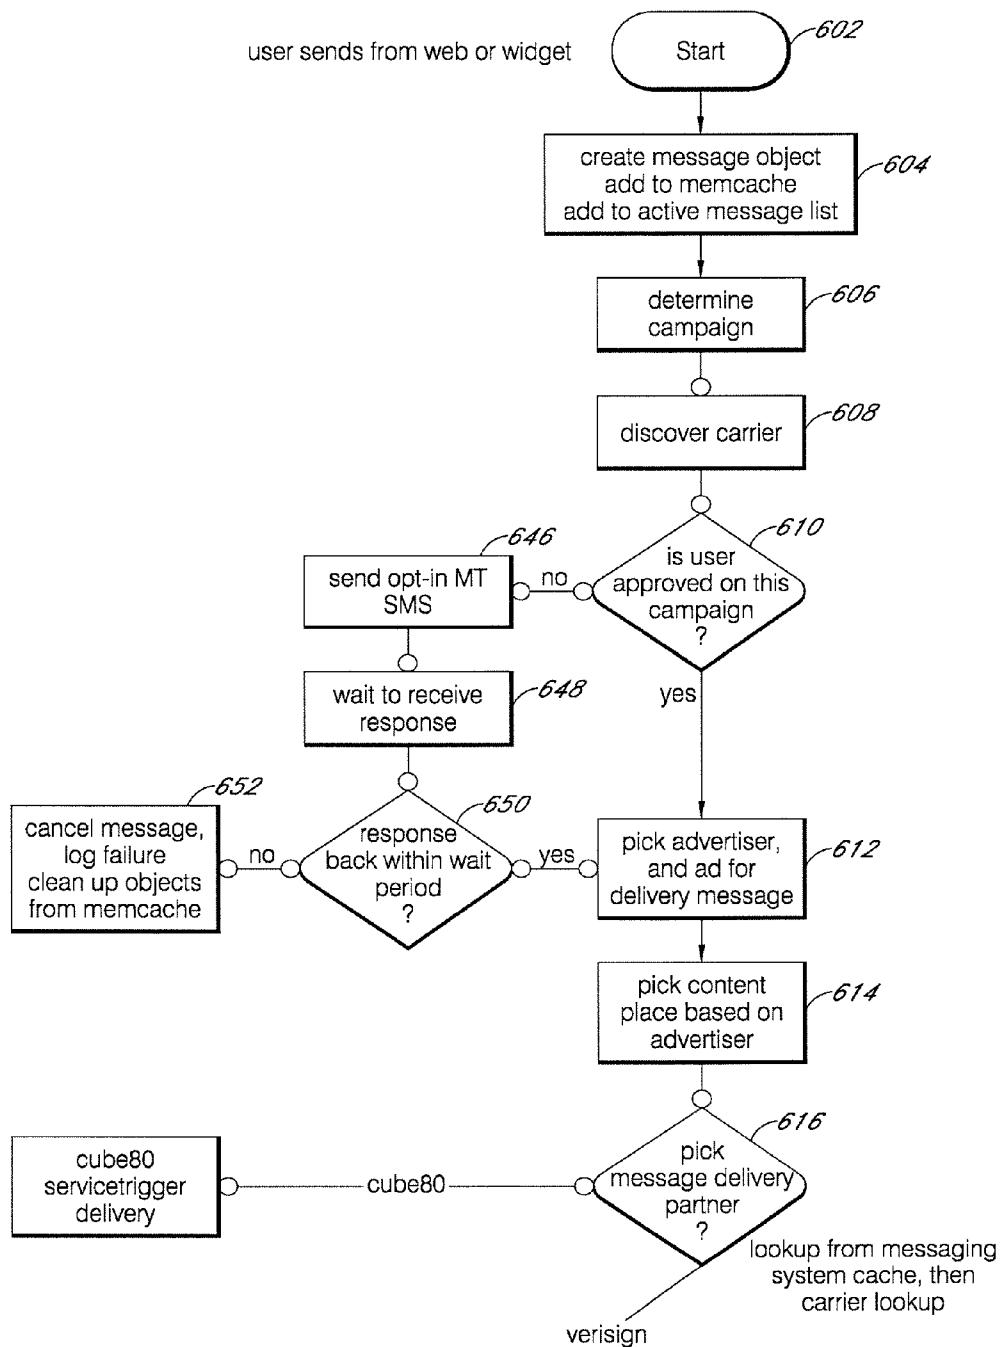 user sends from web or widget
Start
602
create message object
add to memcache
add to active message list
604
determine
campaign
606
discover carrier
608
is user
approved on this
campaign
?
610
no
send opt-in MT
SMS
646
wait to receive
response
648
yes
response
back within wait
period
?
650
no
cancel message,
log failure
clean up objects
from memcache
652
yes
pick advertiser,
and ad for
delivery message
612
pick content
place based on
advertiser
614
pick
message delivery
partner
?
616
cube80
cube80
servicetrigger
delivery
lookup from messaging
system cache, then
carrier lookup
verisign